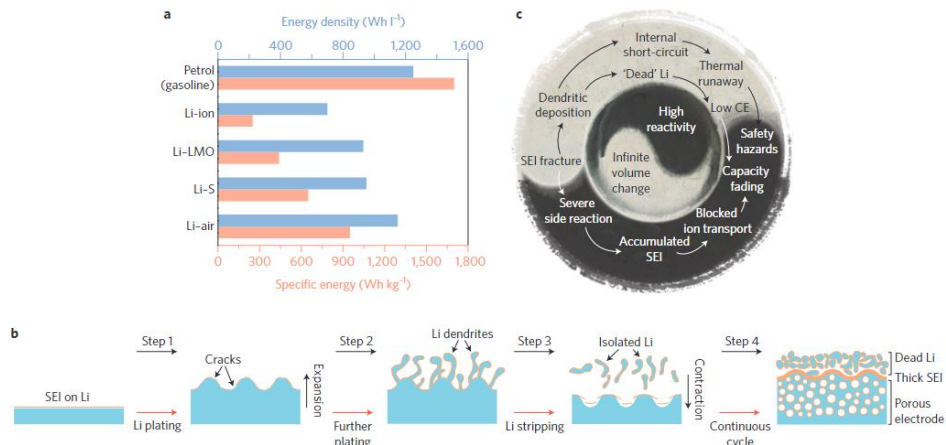 a
Energy density (Wh l⁻¹)
0 400 800 1,200 1,600
Petrol
(gasoline)
Li-ion
Li–LMO
Li–S
Li–air
0 300 600 900 1,200 1,500 1,800
Specific energy (Wh kg⁻¹)
c
Internal
short-circuit
Thermal
runaway
'Dead' Li
Dendritic
deposition
Low CE
High
reactivity
Safety
hazards
SEI fracture
Infinite
volume
change
Capacity
fading
Severe
side reaction
Blocked
ion transport
Accumulated
SEI
b
SEI on Li
Step 1
Li plating
Cracks
Expansion
Step 2
Further
plating
Li dendrites
Step 3
Li stripping
Isolated Li
Contraction
Step 4
Continuous
cycle
Dead Li
Thick SEI
Porous
electrode